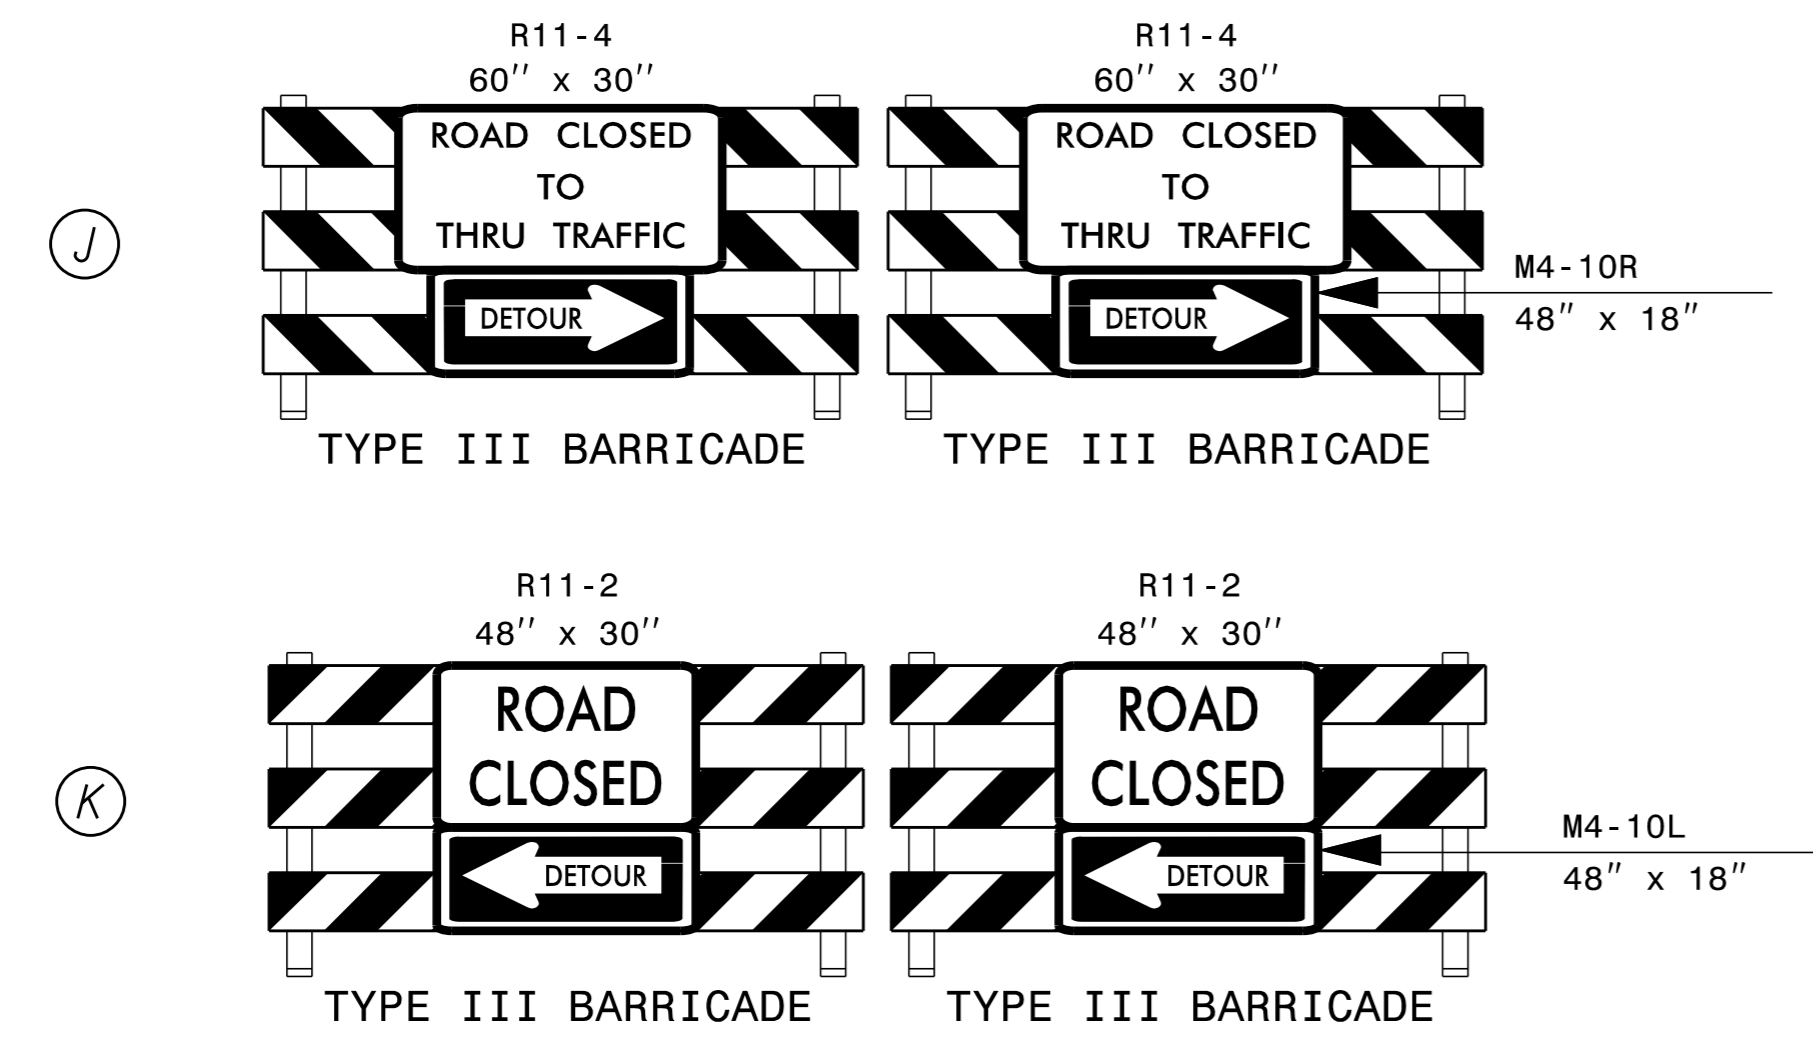 R11-4
60'' x 30''
R11-4
60'' x 30''
J
ROAD CLOSED
TO
THRU TRAFFIC
DETOUR
ROAD CLOSED
TO
THRU TRAFFIC
DETOUR
M4-10R
48" x 18"
TYPE III BARRICADE
TYPE III BARRICADE
R11-2
48'' x 30''
R11-2
48'' x 30''
K
ROAD
CLOSED
DETOUR
ROAD
CLOSED
DETOUR
M4-10L
48" x 18"
TYPE III BARRICADE
TYPE III BARRICADE